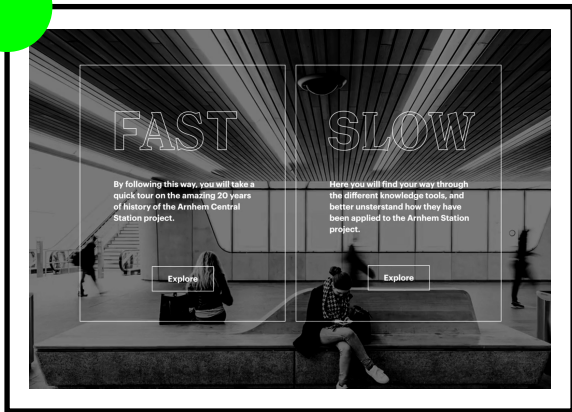 FAST
By following this way, you will take a
quick tour on the amazing 20 years
of history of the Arnhem Central
Station project.
Explore
SLOW
Here you will find your way through
the different knowledge tools, and
better unsterstand how they have
been applied to the Arnhem Station
project.
Explore